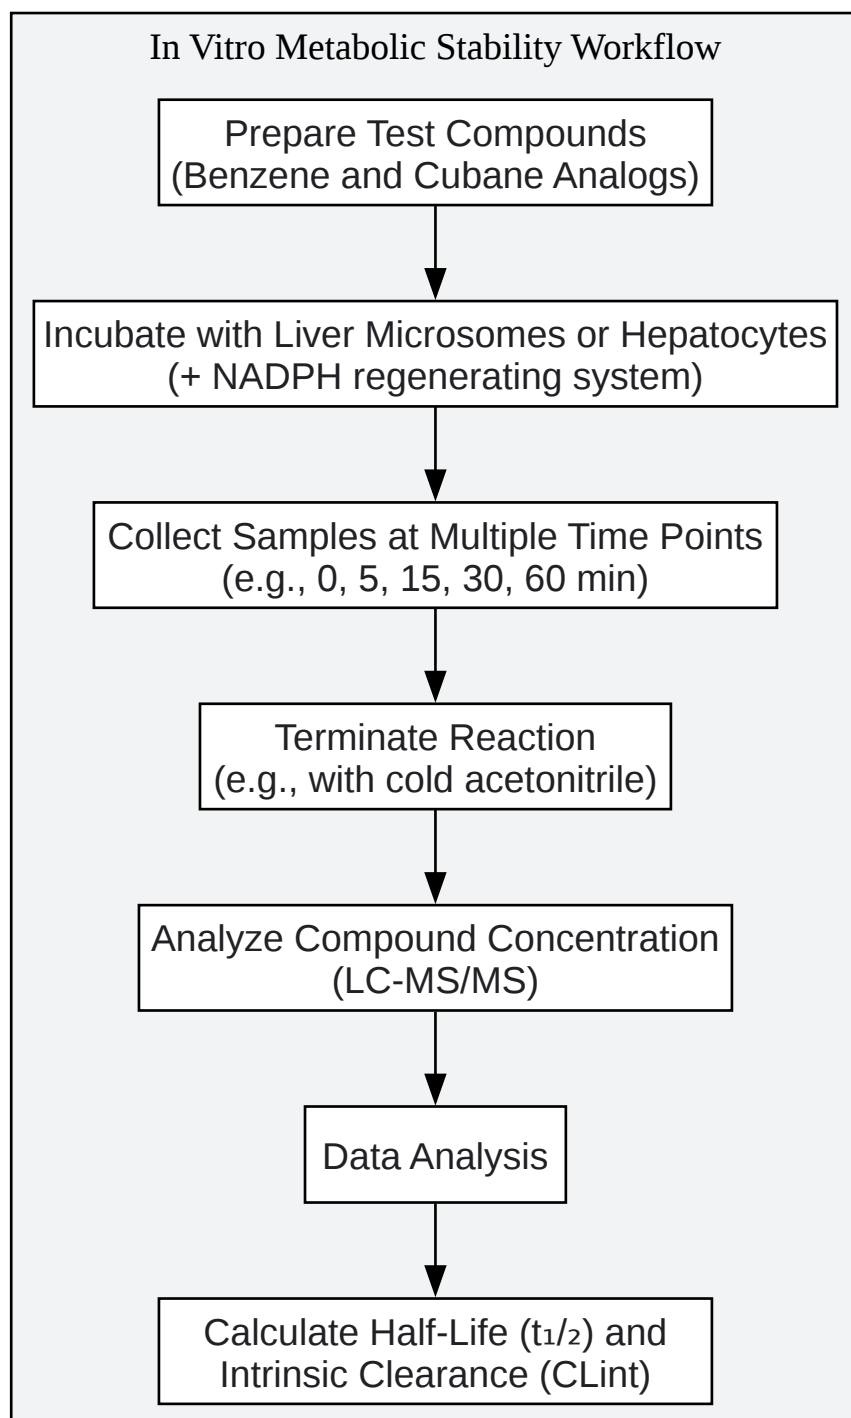 In Vitro Metabolic Stability Workflow
Prepare Test Compounds
(Benzene and Cubane Analogs)
Incubate with Liver Microsomes or Hepatocytes
(+ NADPH regenerating system)
Collect Samples at Multiple Time Points
(e.g., 0, 5, 15, 30, 60 min)
Terminate Reaction
(e.g., with cold acetonitrile)
Analyze Compound Concentration
(LC-MS/MS)
Data Analysis
Calculate Half-Life (t₁/₂) and
Intrinsic Clearance (CLint)